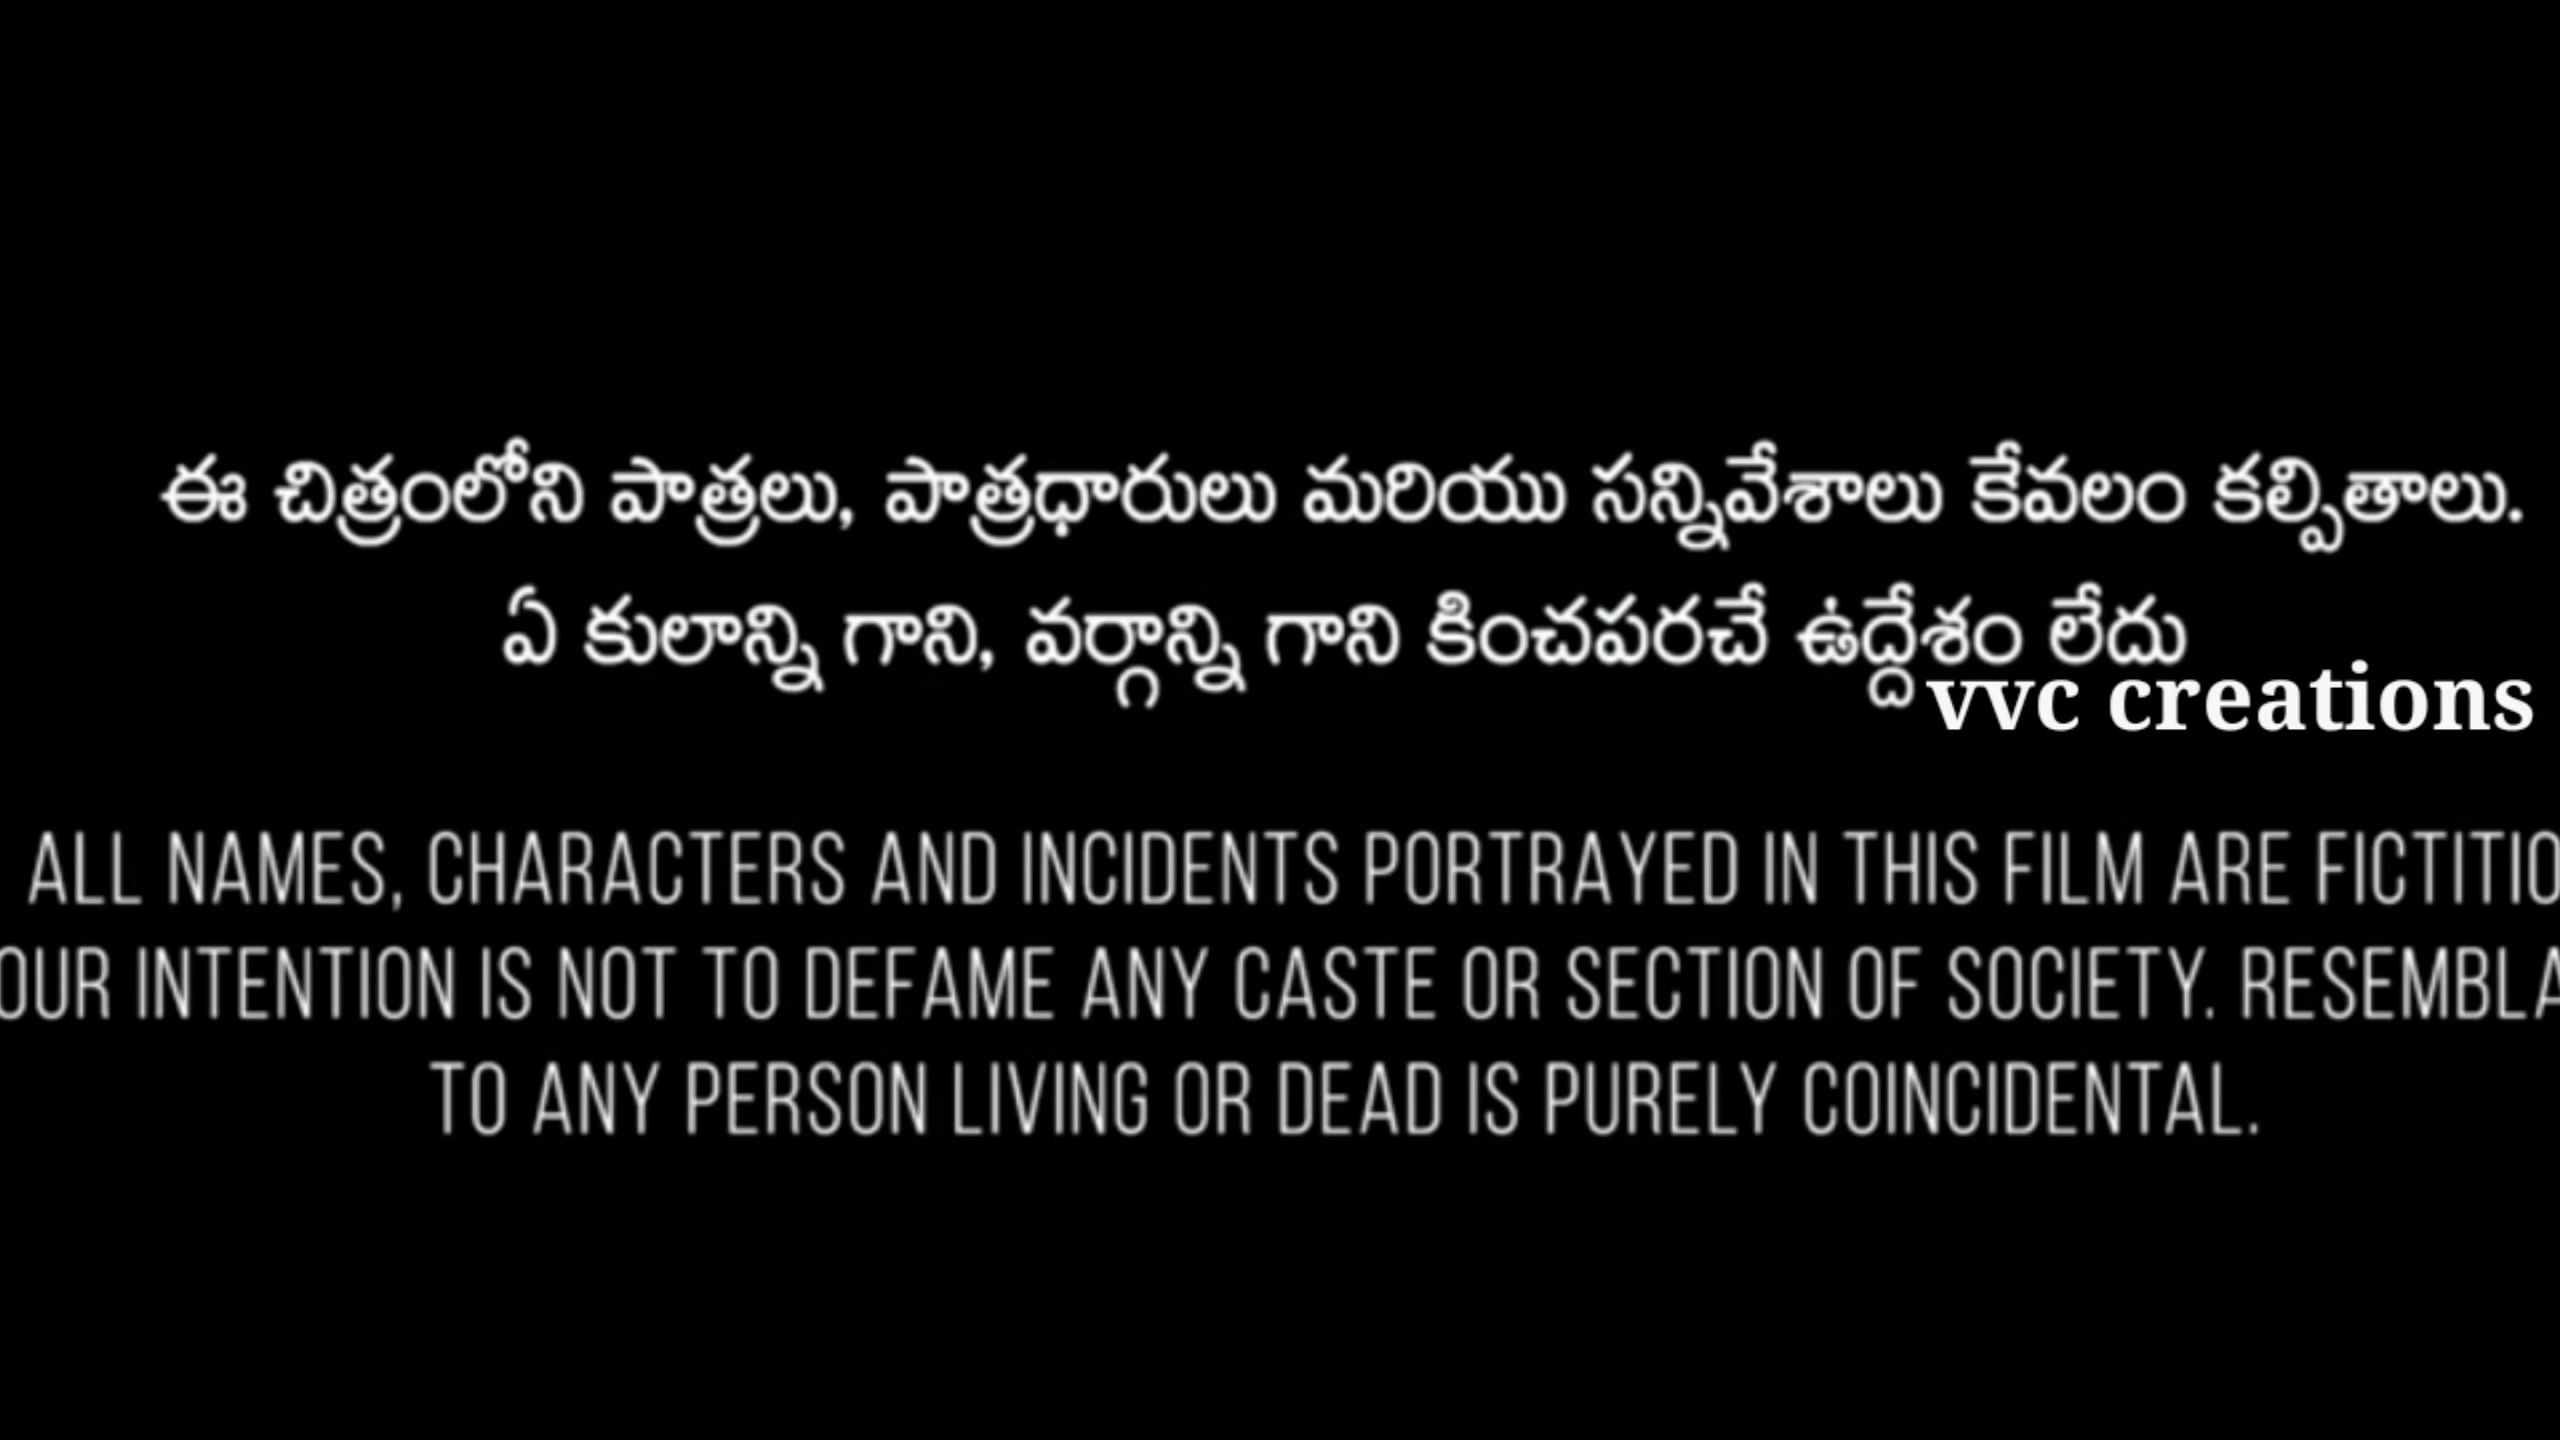 ఈ చిత్రంలోని పాత్రలు, పాత్రధారులు మరియు సన్నివేశాలు కేవలం కల్పితాలు.
ఏ కులాన్ని గాని, వర్గాన్ని గాని కించపరచే ఉద్దేశం లేదు
vvc creations
ALL NAMES, CHARACTERS AND INCIDENTS PORTRAYED IN THIS FILM ARE FICTITIO
OUR INTENTION IS NOT TO DEFAME ANY CASTE OR SECTION OF SOCIETY. RESEMBLA
TO ANY PERSON LIVING OR DEAD IS PURELY COINCIDENTAL.